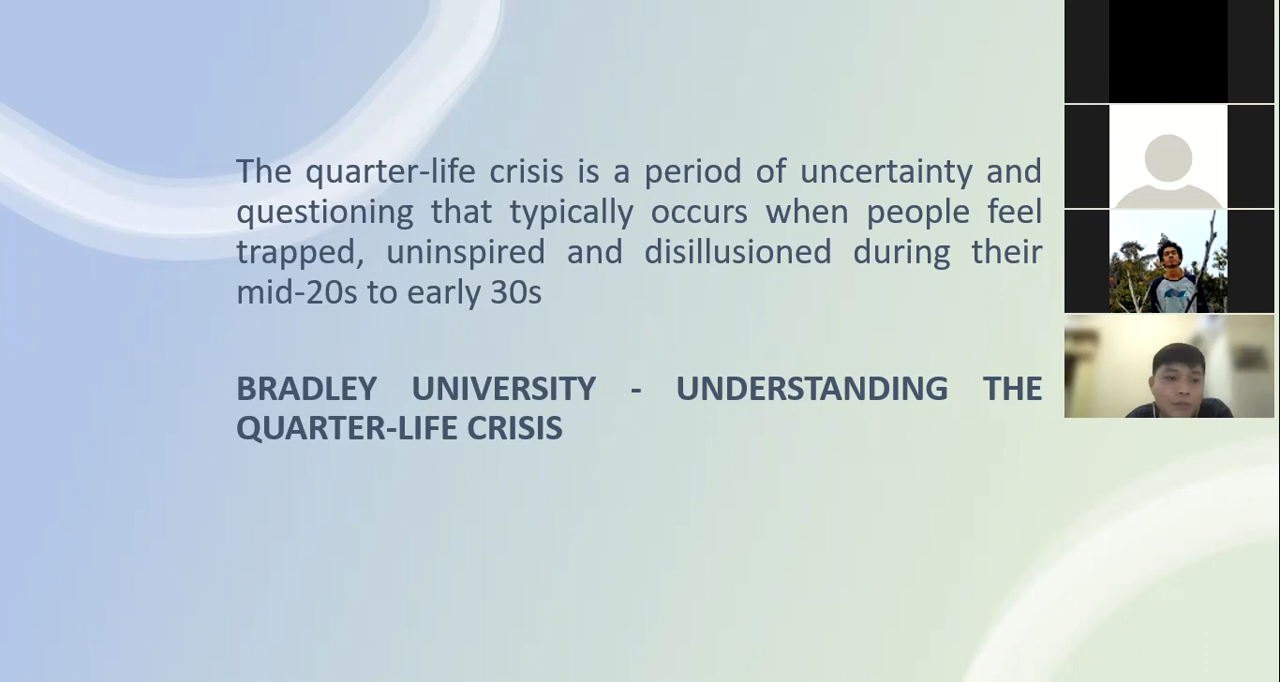 The quarter-life crisis is a period of uncertainty and
questioning that typically occurs when people feel
trapped, uninspired and disillusioned during their
mid-20s to early 30s
BRADLEY UNIVERSITY - UNDERSTANDING THE
QUARTER-LIFE CRISIS